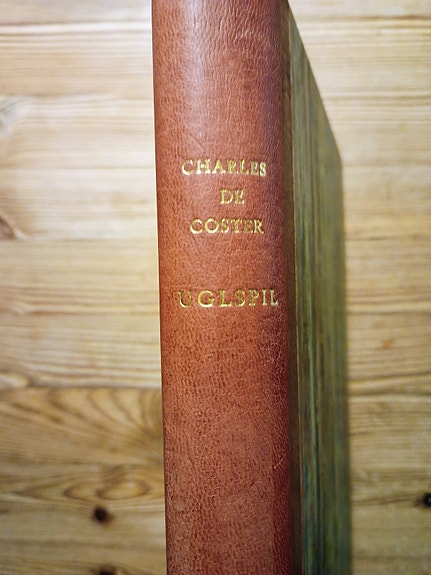 CHARLES
DE
COSTER
UGLSPIL